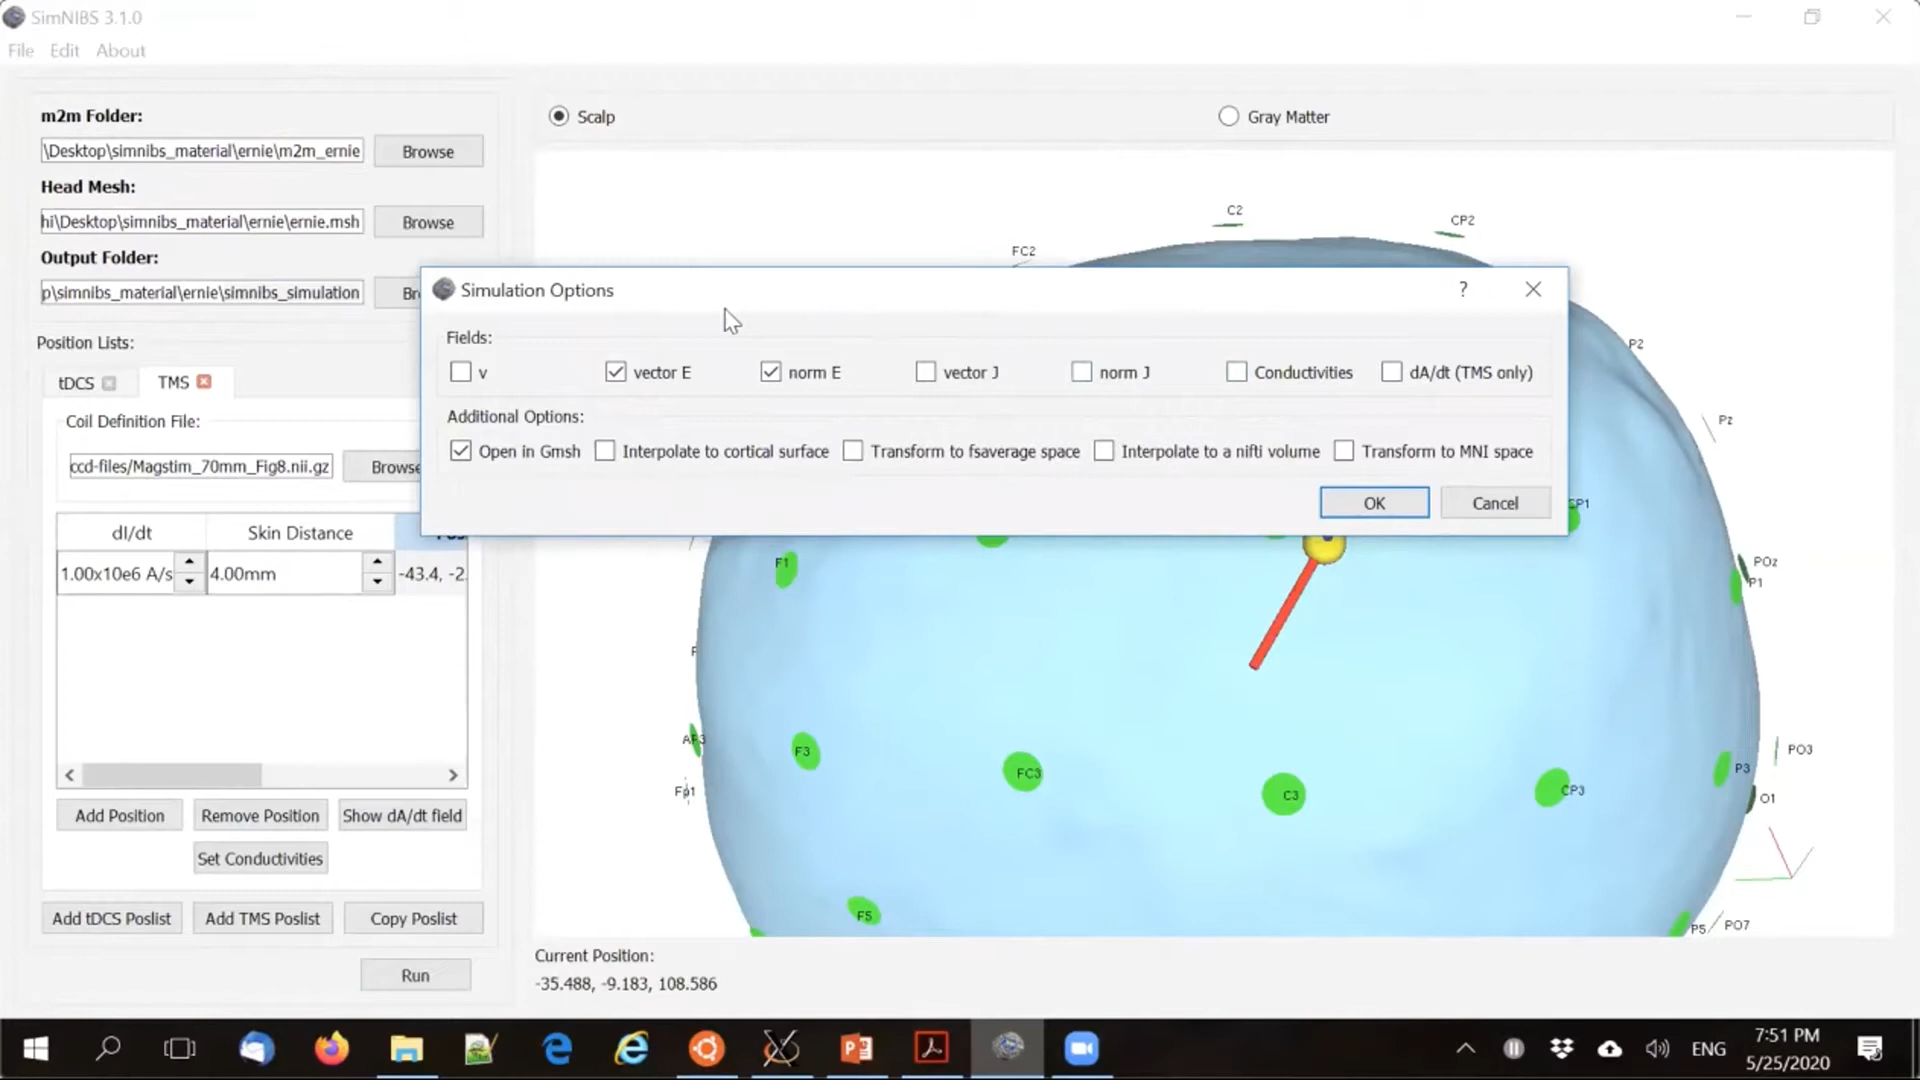 SimNIBS 3.1.0
File Edit About
m2m Folder:
\Desktop\simnibs_material\ernie\m2m_ernie
Browse
Head Mesh:
hi\Desktop\simnibs_material\ernie\ernie.msh
Browse
Output Folder:
p\simnibs_material\ernie\simnibs_simulation
Position Lists:
tDCS
TMS
Coil Definition File:
ccd-files/Magstim_70mm_Fig8.nii.gz
Browse
dI/dt
Skin Distance
1.00x10e6 A/s
4.00mm
-43.4, -2.
Add Position
Remove Position
Show dA/dt field
Set Conductivities
Add tDCS Poslist
Add TMS Poslist
Copy Poslist
Run
Scalp
Gray Matter
C2
CP2
FC2
Simulation Options
?
Fields:
v
vector E
norm E
vector J
norm J
Conductivities
dA/dt (TMS only)
Additional Options:
Open in Gmsh
Interpolate to cortical surface
Transform to fsaverage space
Interpolate to a nifti volume
Transform to MNI space
OK
Cancel
P2
Pz
F1
POz
P1
F3
FC3
C3
CP3
P3
PO3
O1
Fp1
F5
P5
PO7
Current Position:
-35.488, -9.183, 108.586
ENG
7:51 PM
5/25/2020